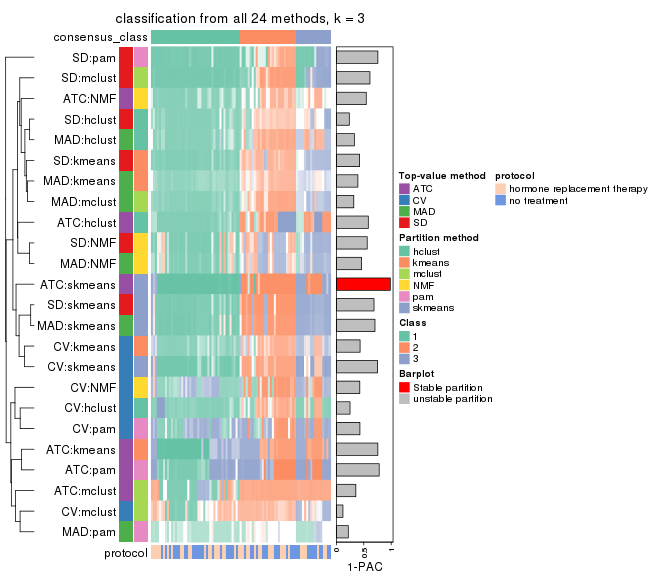 classification from all 24 methods, k = 3
consensus_class
SD:pam
SD:mclust
ATC:NMF
SD:hclust
MAD:hclust
SD:kmeans
MAD:kmeans
MAD:mclust
ATC:hclust
SD:NMF
MAD:NMF
ATC:skmeans
SD:skmeans
MAD:skmeans
CV:kmeans
CV:skmeans
CV:NMF
CV:hclust
CV:pam
ATC:kmeans
ATC:pam
ATC:mclust
CV:mclust
MAD:pam
protocol
0 0.5 1
1-PAC
Top-value method
ATC
CV
MAD
SD
Partition method
hclust
kmeans
mclust
NMF
pam
skmeans
Class
1
2
3
Barplot
Stable partition
unstable partition
protocol
hormone replacement therapy
no treatment